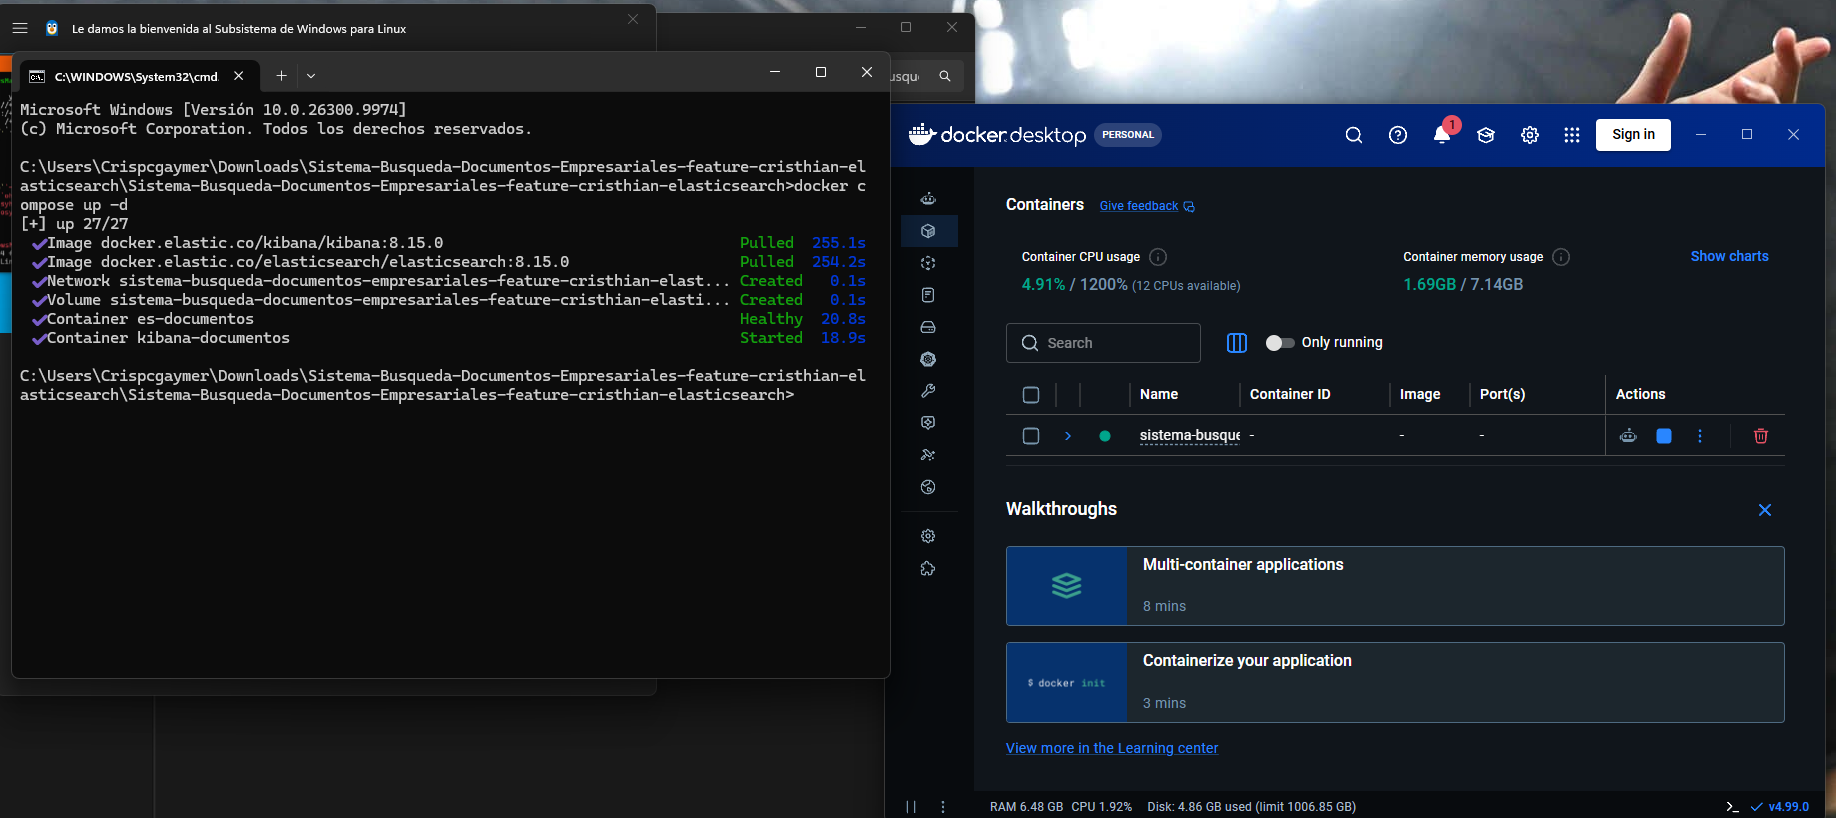 Le damos la bienvenida al Subsistema de Windows para Linux
C:\WINDOWS\System32\cmd.
Microsoft Windows [Versión 10.0.26300.9974]
(c) Microsoft Corporation. Todos los derechos reservados.
C:\Users\Crispcgaymer\Downloads\Sistema-Busqueda-Documentos-Empresariales-feature-cristhian-el
asticsearch\Sistema-Busqueda-Documentos-Empresariales-feature-cristhian-elasticsearch>docker c
ompose up -d
[+] up 27/27
✔Image docker.elastic.co/kibana/kibana:8.15.0 Pulled 255.1s
✔Image docker.elastic.co/elasticsearch/elasticsearch:8.15.0 Pulled 254.2s
✔Network sistema-busqueda-documentos-empresariales-feature-cristhian-elast... Created 0.1s
✔Volume sistema-busqueda-documentos-empresariales-feature-cristhian-elasti... Created 0.1s
✔Container es-documentos Healthy 20.8s
✔Container kibana-documentos Started 18.9s
C:\Users\Crispcgaymer\Downloads\Sistema-Busqueda-Documentos-Empresariales-feature-cristhian-el
asticsearch\Sistema-Busqueda-Documentos-Empresariales-feature-cristhian-elasticsearch>
docker desktop PERSONAL
1
Sign in
Containers Give feedback
Container CPU usage
4.91% / 1200% (12 CPUs available)
Container memory usage
1.69GB / 7.14GB
Show charts
Search
Only running
Name Container ID Image Port(s) Actions
sistema-busque - - -
Walkthroughs
Multi-container applications
8 mins
$ docker init
Containerize your application
3 mins
View more in the Learning center
RAM 6.48 GB CPU 1.92% Disk: 4.86 GB used (limit 1006.85 GB)
v4.99.0